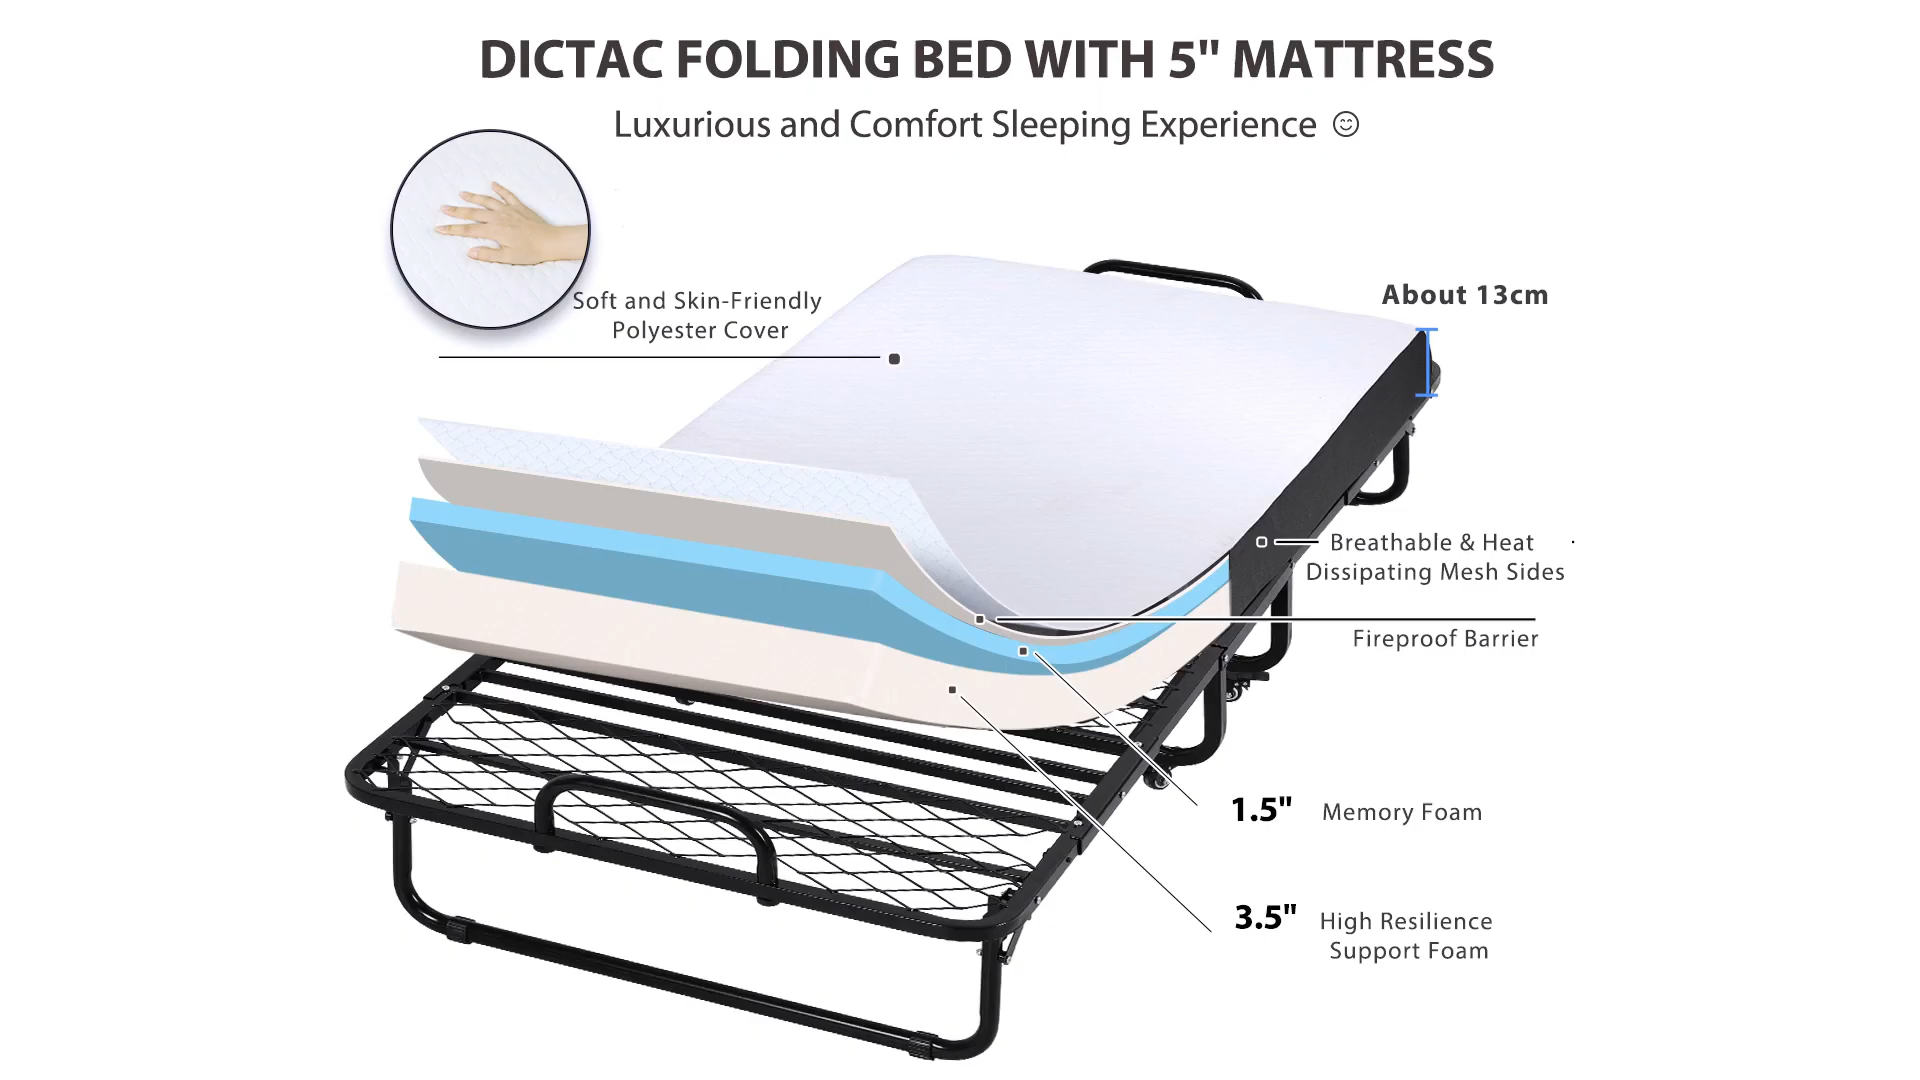 DICTAC FOLDING BED WITH 5" MATTRESS
Luxurious and Comfort Sleeping Experience
Soft and Skin-Friendly
Polyester Cover
About 13cm
Breathable & Heat
Dissipating Mesh Sides
Fireproof Barrier
1.5" Memory Foam
3.5" High Resilience
Support Foam